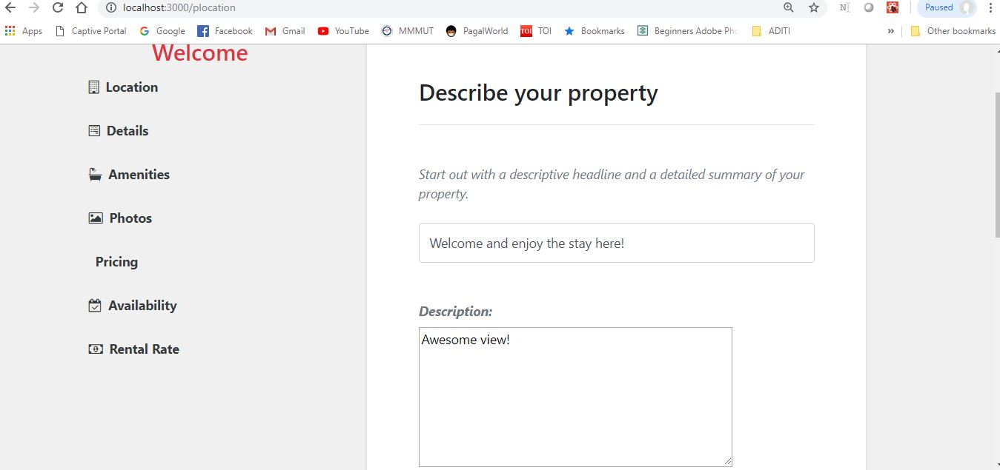 localhost:3000/plocation
Paused
Apps Captive Portal Google Facebook Gmail YouTube MMMUT PagalWorld TOI TOI Bookmarks Beginners Adobe Pho ADITI » Other bookmarks
Welcome
Location
Details
Amenities
Photos
Pricing
Availability
Rental Rate
Describe your property
Start out with a descriptive headline and a detailed summary of your
property.
Welcome and enjoy the stay here!
Description:
Awesome view!